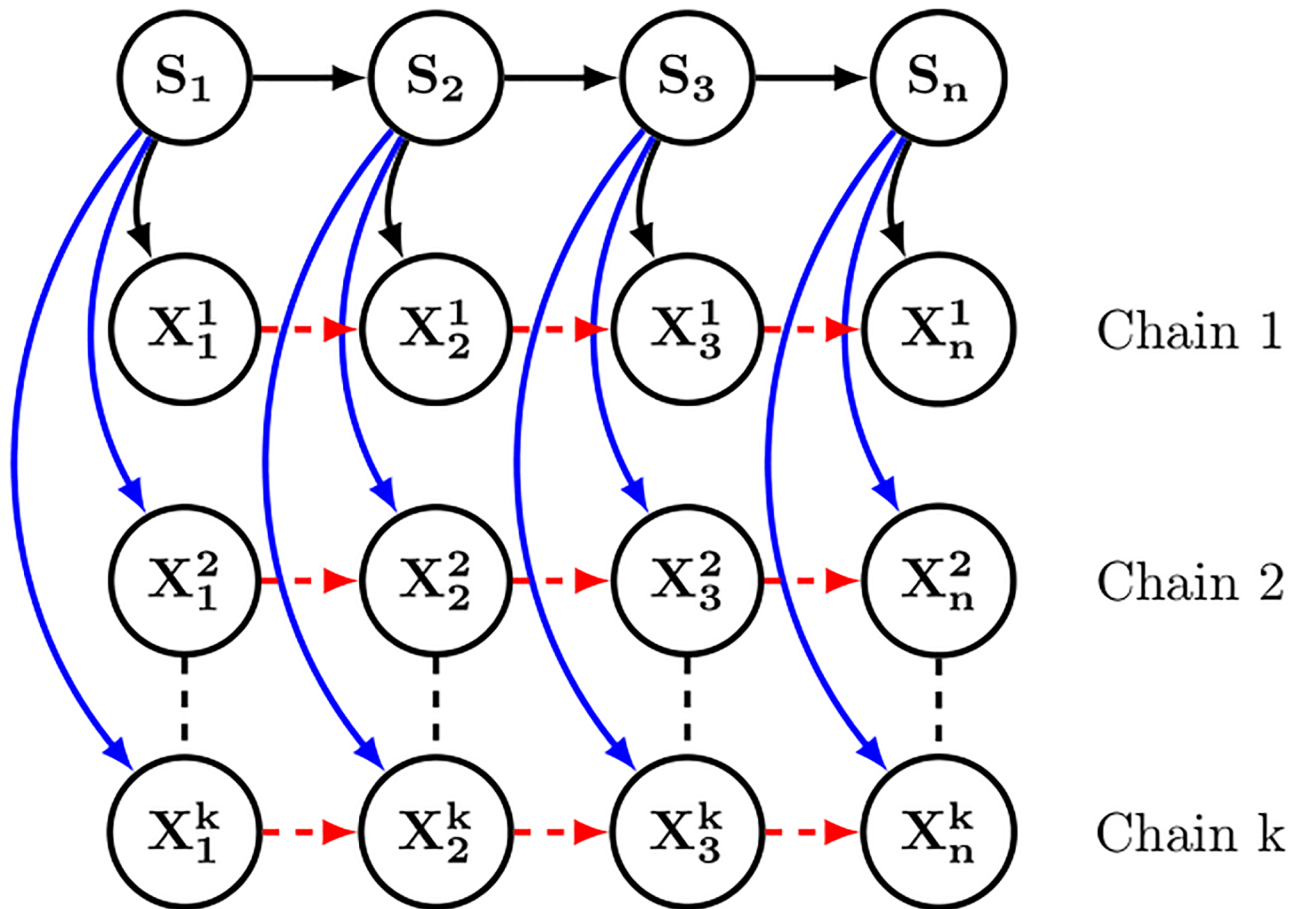 S₁ S₂ S₃ Sₙ
X₁¹ X₂¹ X₃¹ Xₙ¹ Chain 1
X₁² X₂² X₃² Xₙ² Chain 2
X₁ᵏ X₂ᵏ X₃ᵏ Xₙᵏ Chain k